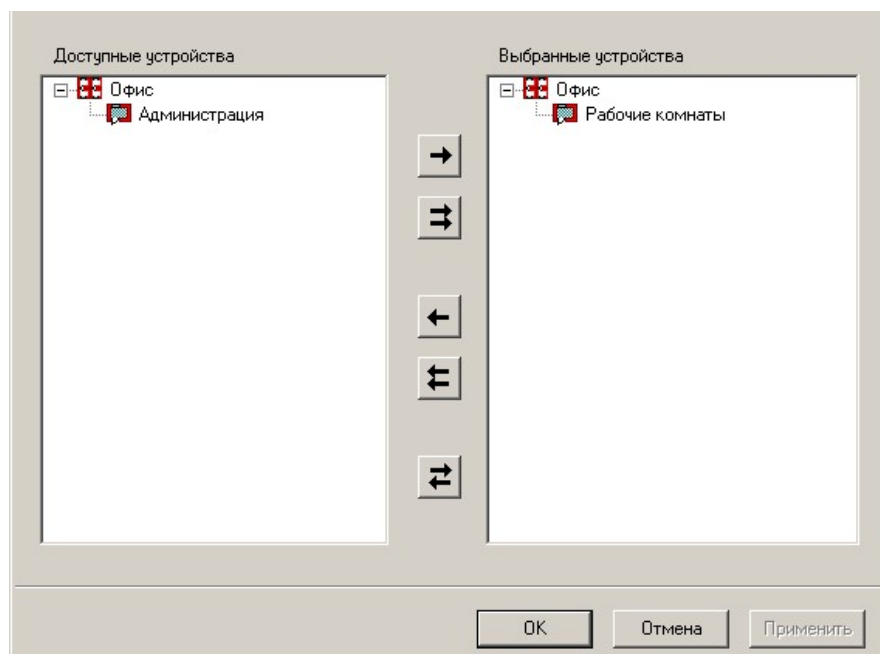 Доступные устройства
Офис
Администрация
Выбранные устройства
Офис
Рабочие комнаты
OK
Отмена
Применить